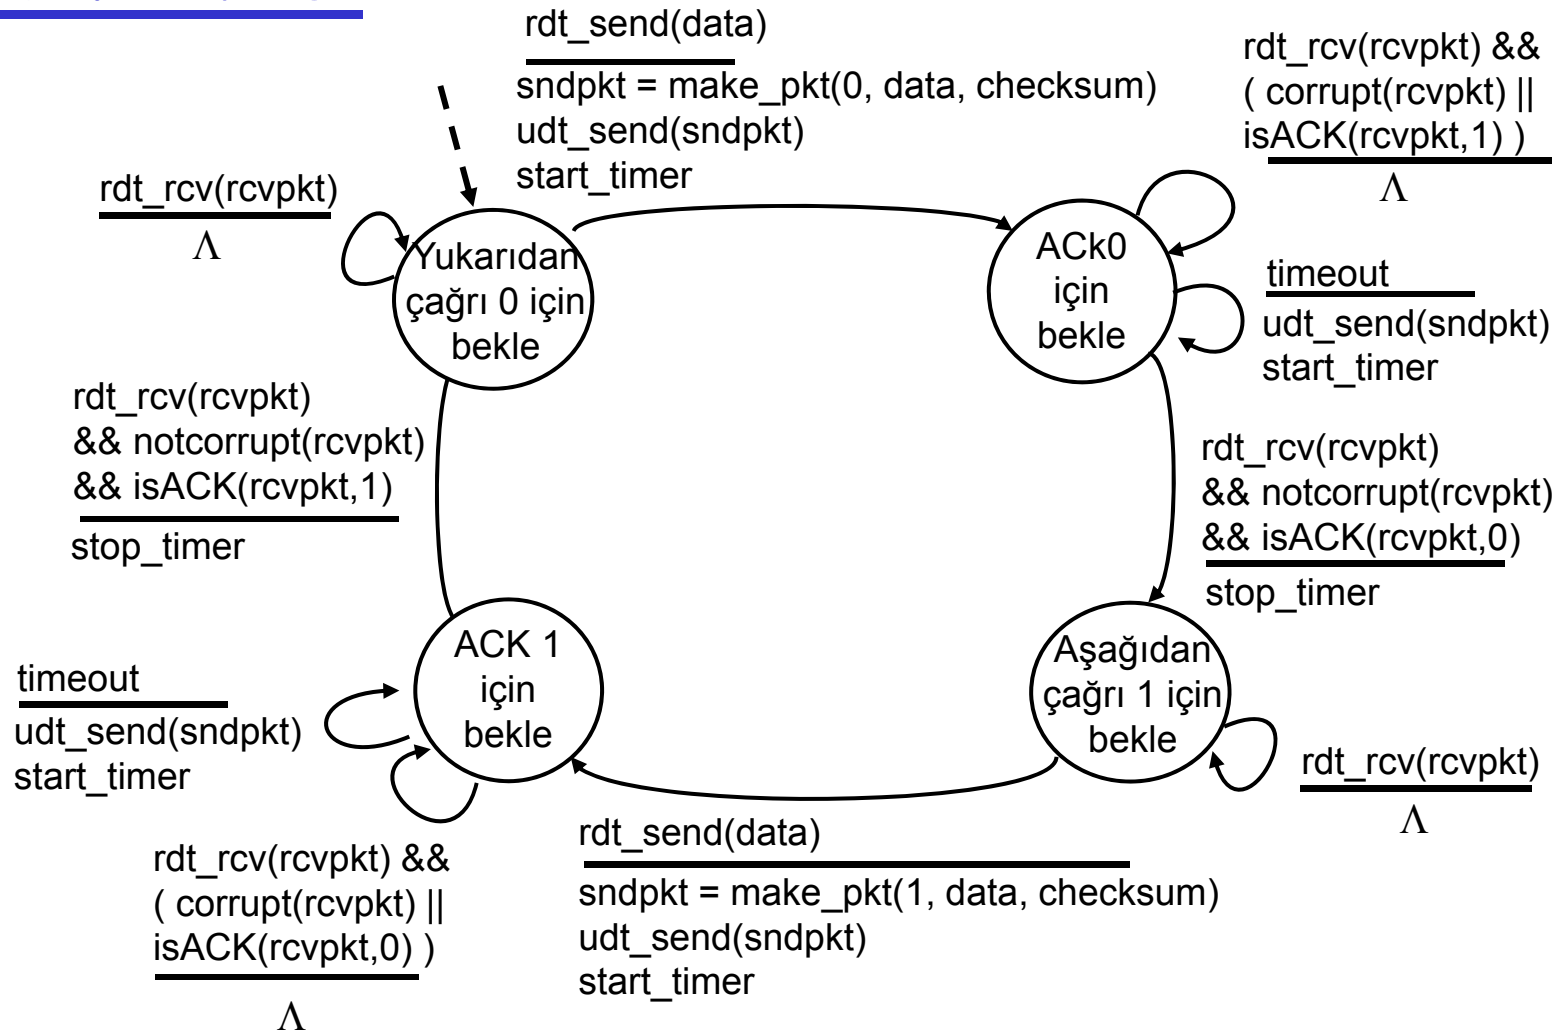 rdt_send(data)
sndpkt = make_pkt(0, data, checksum)
udt_send(sndpkt)
start_timer
rdt_rcv(rcvpkt) &&
( corrupt(rcvpkt) ||
isACK(rcvpkt,1) )
Λ
rdt_rcv(rcvpkt)
Λ
Yukarıdan
çağrı 0 için
bekle
ACk0
için
bekle
timeout
udt_send(sndpkt)
start_timer
rdt_rcv(rcvpkt)
&& notcorrupt(rcvpkt)
&& isACK(rcvpkt,1)
stop_timer
rdt_rcv(rcvpkt)
&& notcorrupt(rcvpkt)
&& isACK(rcvpkt,0)
stop_timer
ACK 1
için
bekle
Aşağıdan
çağrı 1 için
bekle
timeout
udt_send(sndpkt)
start_timer
rdt_rcv(rcvpkt)
Λ
rdt_rcv(rcvpkt) &&
( corrupt(rcvpkt) ||
isACK(rcvpkt,0) )
Λ
rdt_send(data)
sndpkt = make_pkt(1, data, checksum)
udt_send(sndpkt)
start_timer